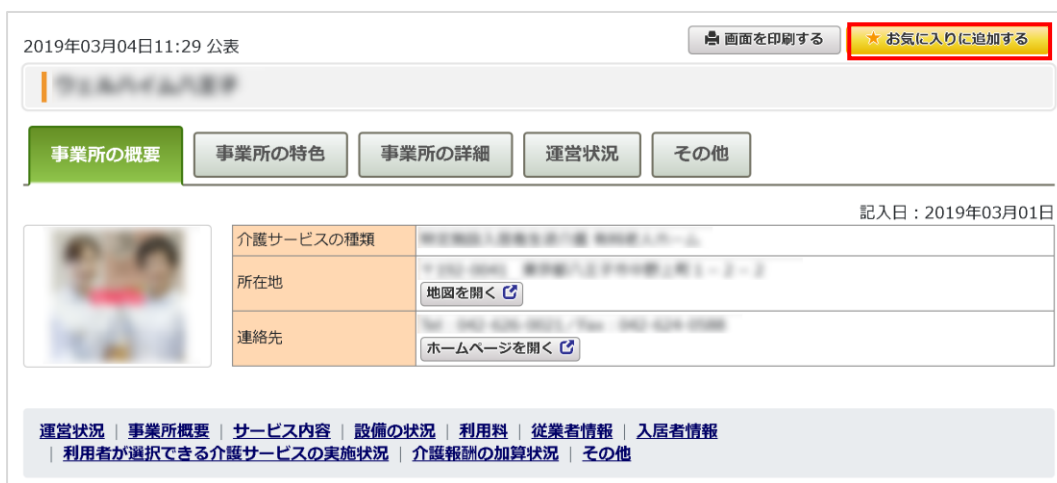 2019年03月04日11:29 公表
画面を印刷する
★ お気に入りに追加する
事業所の概要
事業所の特色
事業所の詳細
運営状況
その他
記入日：2019年03月01日
介護サービスの種類
所在地
地図を開く
連絡先
ホームページを開く
運営状況 | 事業所概要 | サービス内容 | 設備の状況 | 利用料 | 従業者情報 | 入居者情報
| 利用者が選択できる介護サービスの実施状況 | 介護報酬の加算状況 | その他